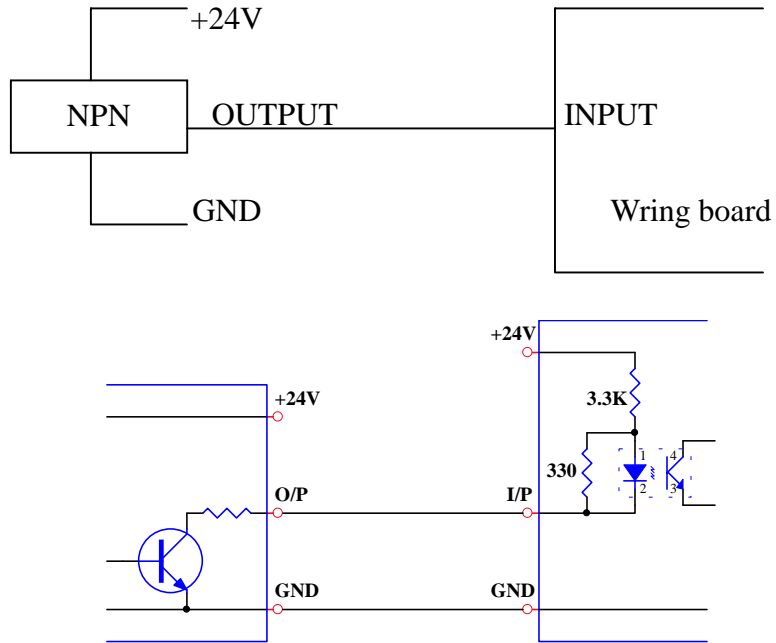 +24V
NPN
OUTPUT
INPUT
GND
Wring board
+24V
+24V
3.3K
1
4
330
2
3
O/P
I/P
GND
GND